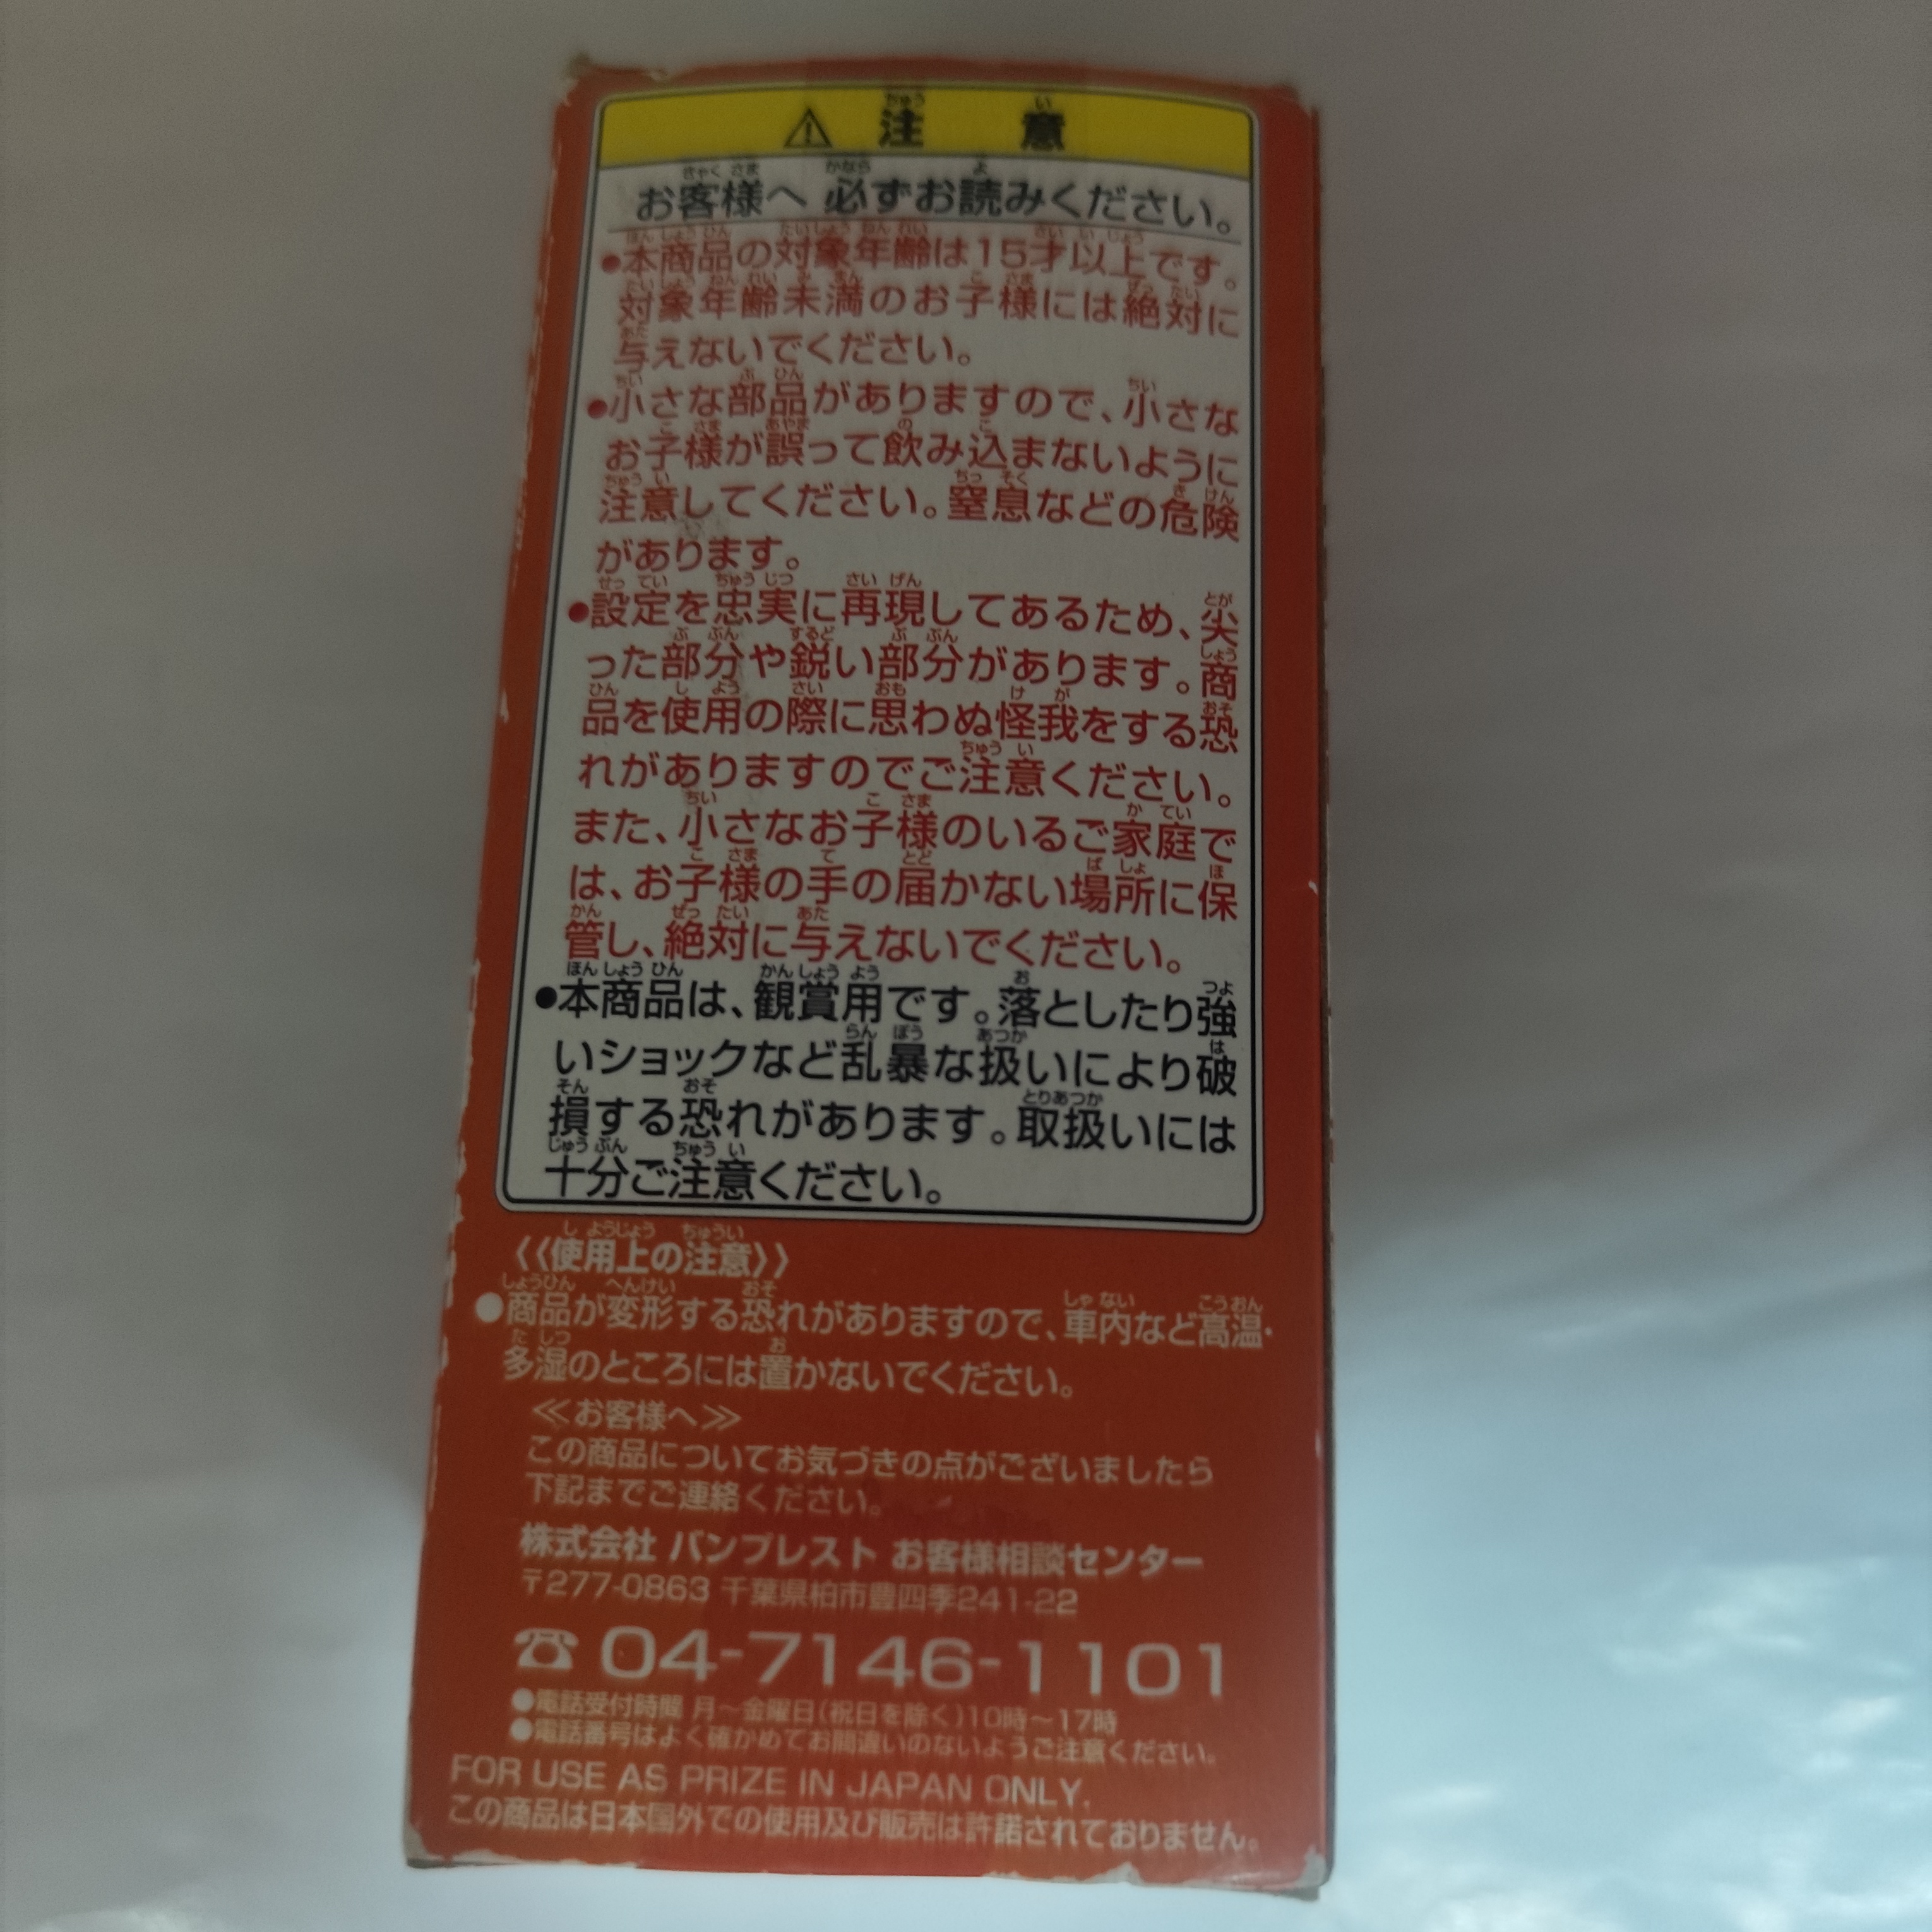 ⚠ 注意
お客様へ 必ずお読みください。
●本商品の対象年齢は15才以上です。
対象年齢未満のお子様には絶対に
与えないでください。
●小さな部品がありますので、小さな
お子様が誤って飲み込まないように
注意してください。窒息などの危険
があります。
●設定を忠実に再現してあるため、尖
った部分や鋭い部分があります。商
品を使用の際に思わぬ怪我をする恐
れがありますのでご注意ください。
また、小さなお子様のいるご家庭で
は、お子様の手の届かない場所に保
管し、絶対に与えないでください。
●本商品は、観賞用です。落としたり強
いショックなど乱暴な扱いにより破
損する恐れがあります。取扱いには
十分ご注意ください。
《使用上の注意》
●商品が変形する恐れがありますので、車内など高温・
多湿のところには置かないでください。
≪お客様へ≫
この商品についてお気づきの点がございましたら
下記までご連絡ください。
株式会社 バンプレスト お客様相談センター
〒277-0863 千葉県柏市豊四季241-22
☎ 04-7146-1101
●電話受付時間 月～金曜日(祝日を除く)10時～17時
●電話番号はよく確かめてお間違いのないようご注意ください。
FOR USE AS PRIZE IN JAPAN ONLY.
この商品は日本国外での使用及び販売は許諾されておりません。